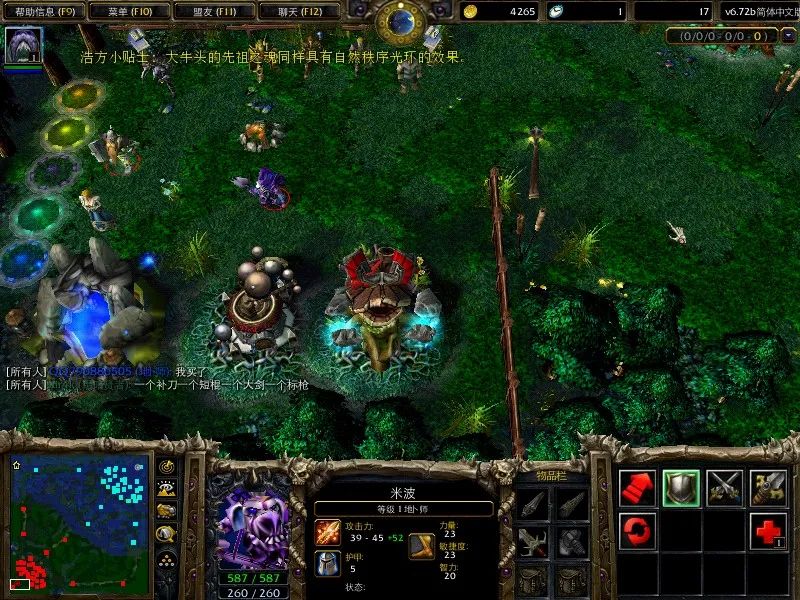 帮助信息 (F9) 菜单 (F10) 盟友 (F11) 聊天 (F12) 4265 1 17 v6.72b简体中文版
(0/0/0 - 0/0 - 0 )
1
浩方小贴士: 大牛头的先祖之魂同样具有自然秩序光环的效果.
[所有人] 我买了
[所有人] 一个补刀一个短棍一个大剑一个标枪
米波
等级 1 地卜师
攻击力:
39 - 45 +52
护甲:
5
状态:
力量:
23
敏捷度:
23
智力:
20
物品栏
587 / 587
260 / 260
1